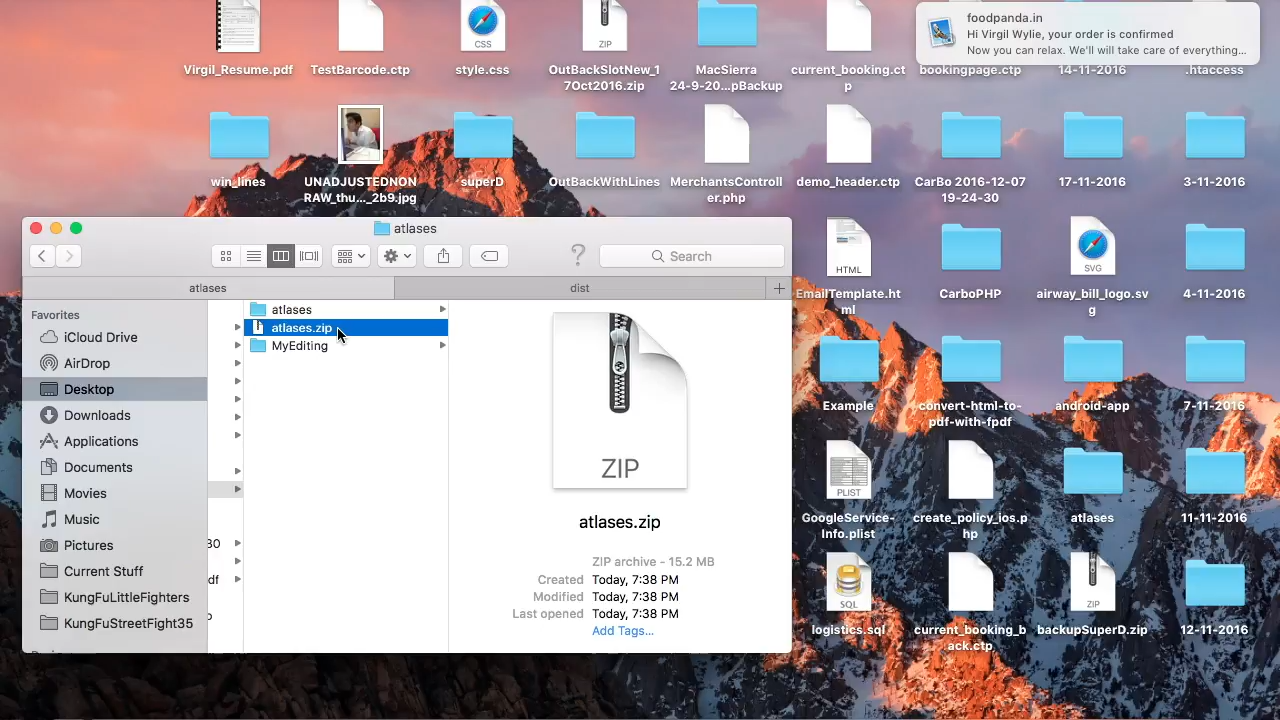 CSS
ZIP
foodpanda.in
Hi Virgil Wylie, your order is confirmed
Now you can relax. We'll will take care of everything...
Virgil_Resume.pdf
TestBarcode.ctp
style.css
OutBackSlotNew_1
7Oct2016.zip
MacSierra
24-9-20...pBackup
current_booking.ct
p
bookingpage.ctp
14-11-2016
.htaccess
win_lines
UNADJUSTEDNON
RAW_thu..._2b9.jpg
superD
OutBackWithLines
MerchantsControll
er.php
demo_header.ctp
CarBo 2016-12-07
19-24-30
17-11-2016
3-11-2016
HTML
SVG
EmailTemplate.ht
ml
CarboPHP
airway_bill_logo.sv
g
4-11-2016
Example
convert-html-to-
pdf-with-fpdf
android-app
7-11-2016
PLIST
GoogleService-
Info.plist
create_policy_ios.p
hp
atlases
11-11-2016
SQL
ZIP
logistics.sql
current_booking_b
ack.ctp
backupSuperD.zip
12-11-2016
atlases
Search
atlases
dist
Favorites
iCloud Drive
AirDrop
Desktop
Downloads
Applications
Documents
Movies
Music
Pictures
Current Stuff
KungFuLittleFighters
KungFuStreetFight35
30
df
atlases
atlases.zip
MyEditing
ZIP
atlases.zip
ZIP archive - 15.2 MB
Created Today, 7:38 PM
Modified Today, 7:38 PM
Last opened Today, 7:38 PM
Add Tags...